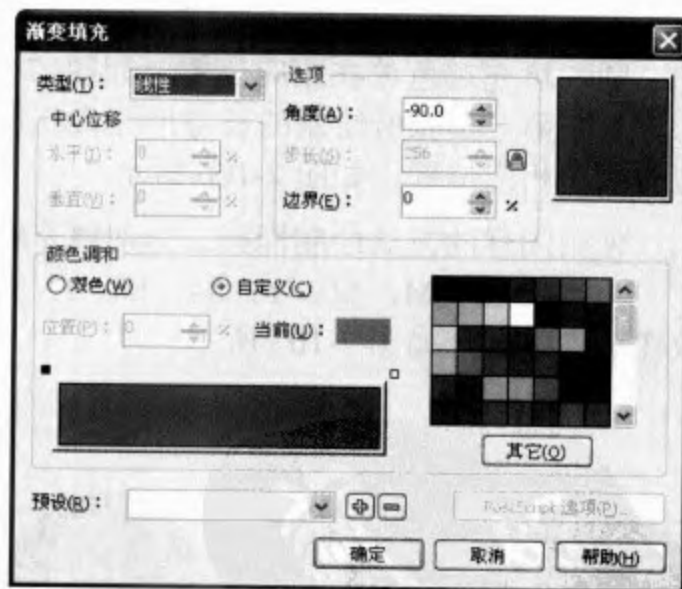 渐变填充
类型(T)： 线性
选项
角度(A)： -90.0
步长(S)： 256
边界(E)： 0 %
中心位移
水平(I)： 0 %
垂直(V)： 0 %
颜色调和
双色(W) 自定义(C)
位置(P)： 0 % 当前(U)：
其它(O)
预设(R)：
PostScript 选项(P)...
确定 取消 帮助(H)